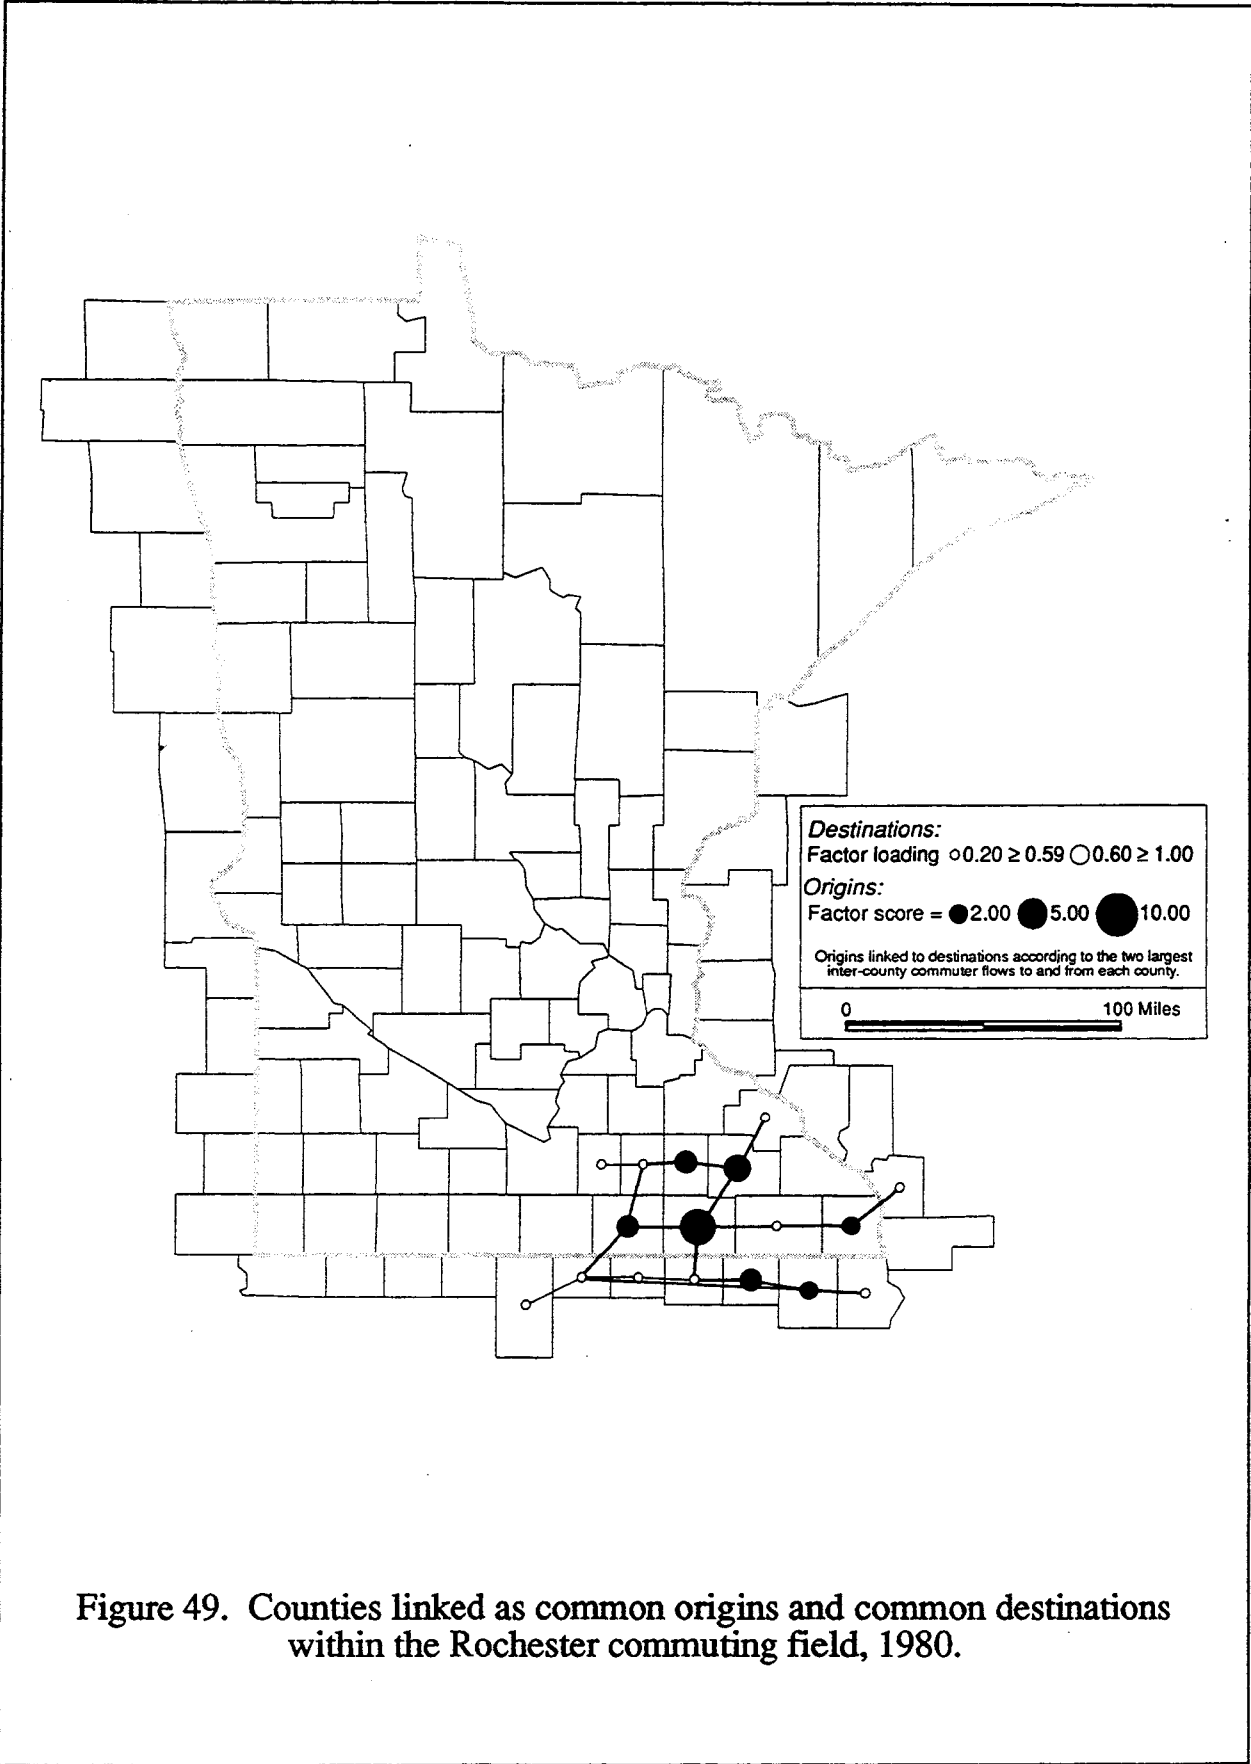 Destinations:
Factor loading ○0.20 ≥ 0.59 ○0.60 ≥ 1.00
Origins:
Factor score = ●2.00 ●5.00 ●10.00
Origins linked to destinations according to the two largest
inter-county commuter flows to and from each county.
0 100 Miles
Figure 49. Counties linked as common origins and common destinations
within the Rochester commuting field, 1980.